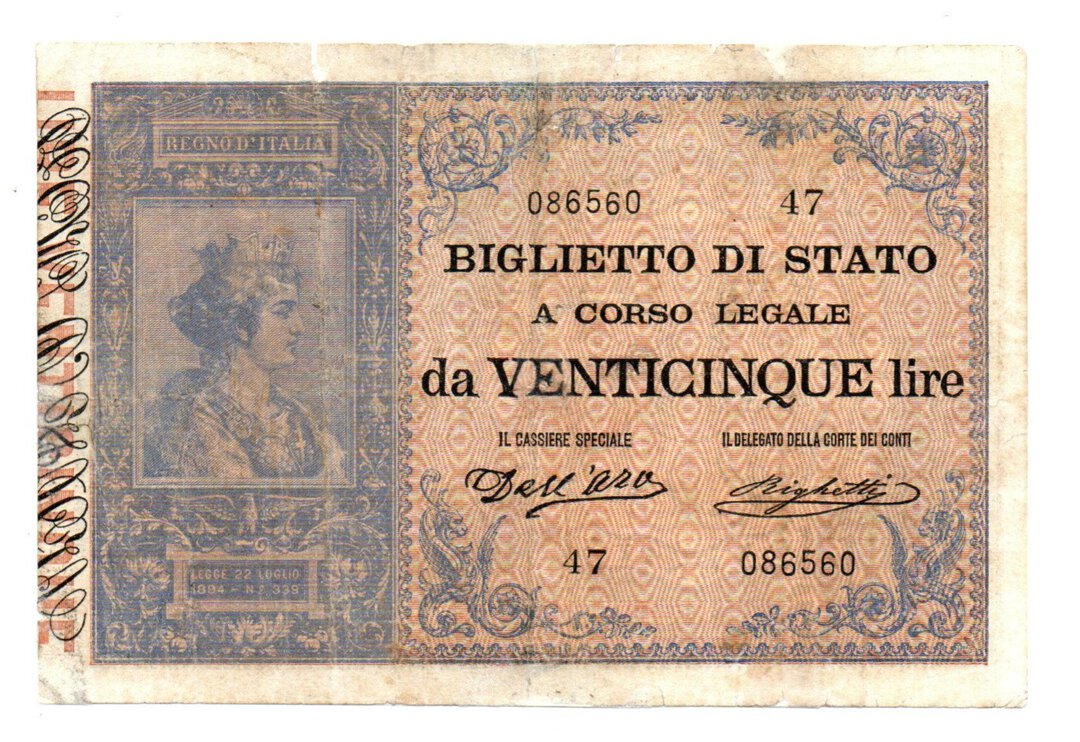 REGNO D'ITALIA
086560 47
BIGLIETTO DI STATO
A CORSO LEGALE
da VENTICINQUE lire
IL CASSIERE SPECIALE IL DELEGATO DELLA CORTE DEI CONTI
Dell'Ara Righetti
47 086560
LEGGE 22 LUGLIO
1894 - N.º 339